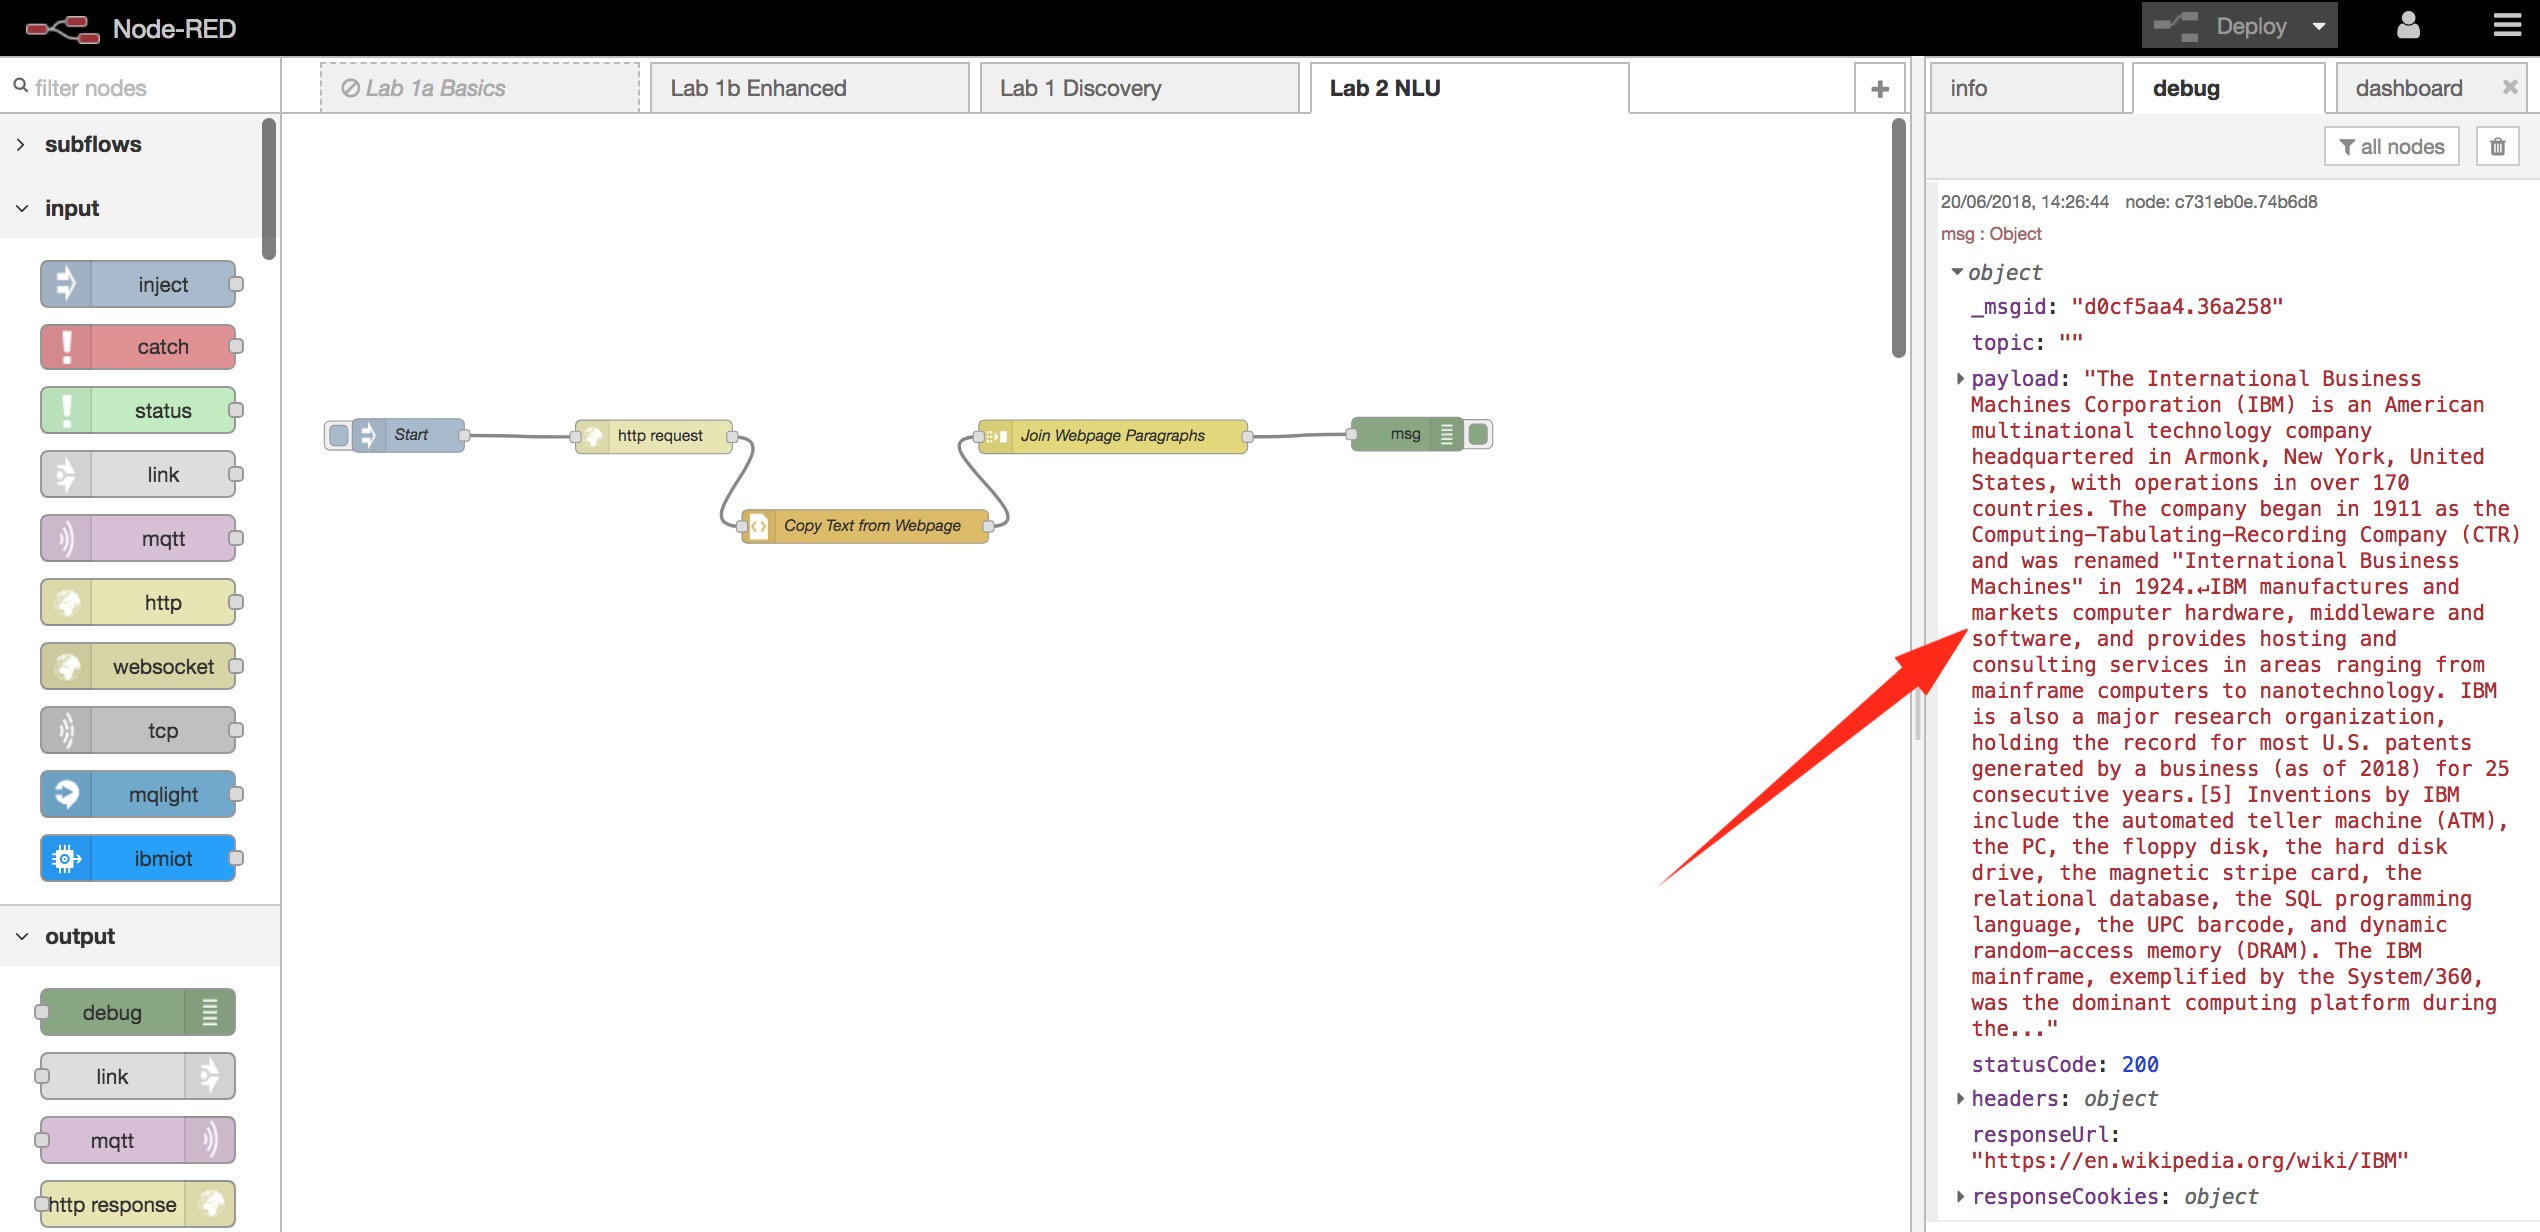 Node-RED
Deploy
filter nodes
Lab 1a Basics
Lab 1b Enhanced
Lab 1 Discovery
Lab 2 NLU
+
info
debug
dashboard
all nodes
subflows
input
inject
catch
status
link
mqtt
http
websocket
tcp
mqlight
ibmiot
output
debug
link
mqtt
http response
Start
http request
Copy Text from Webpage
Join Webpage Paragraphs
msg
20/06/2018, 14:26:44 node: c731eb0e.74b6d8
msg : Object
object
_msgid: "d0cf5aa4.36a258"
topic: ""
payload: "The International Business
Machines Corporation (IBM) is an American
multinational technology company
headquartered in Armonk, New York, United
States, with operations in over 170
countries. The company began in 1911 as the
Computing-Tabulating-Recording Company (CTR)
and was renamed "International Business
Machines" in 1924.↵IBM manufactures and
markets computer hardware, middleware and
software, and provides hosting and
consulting services in areas ranging from
mainframe computers to nanotechnology. IBM
is also a major research organization,
holding the record for most U.S. patents
generated by a business (as of 2018) for 25
consecutive years.[5] Inventions by IBM
include the automated teller machine (ATM),
the PC, the floppy disk, the hard disk
drive, the magnetic stripe card, the
relational database, the SQL programming
language, the UPC barcode, and dynamic
random-access memory (DRAM). The IBM
mainframe, exemplified by the System/360,
was the dominant computing platform during
the..."
statusCode: 200
headers: object
responseUrl:
"https://en.wikipedia.org/wiki/IBM"
responseCookies: object